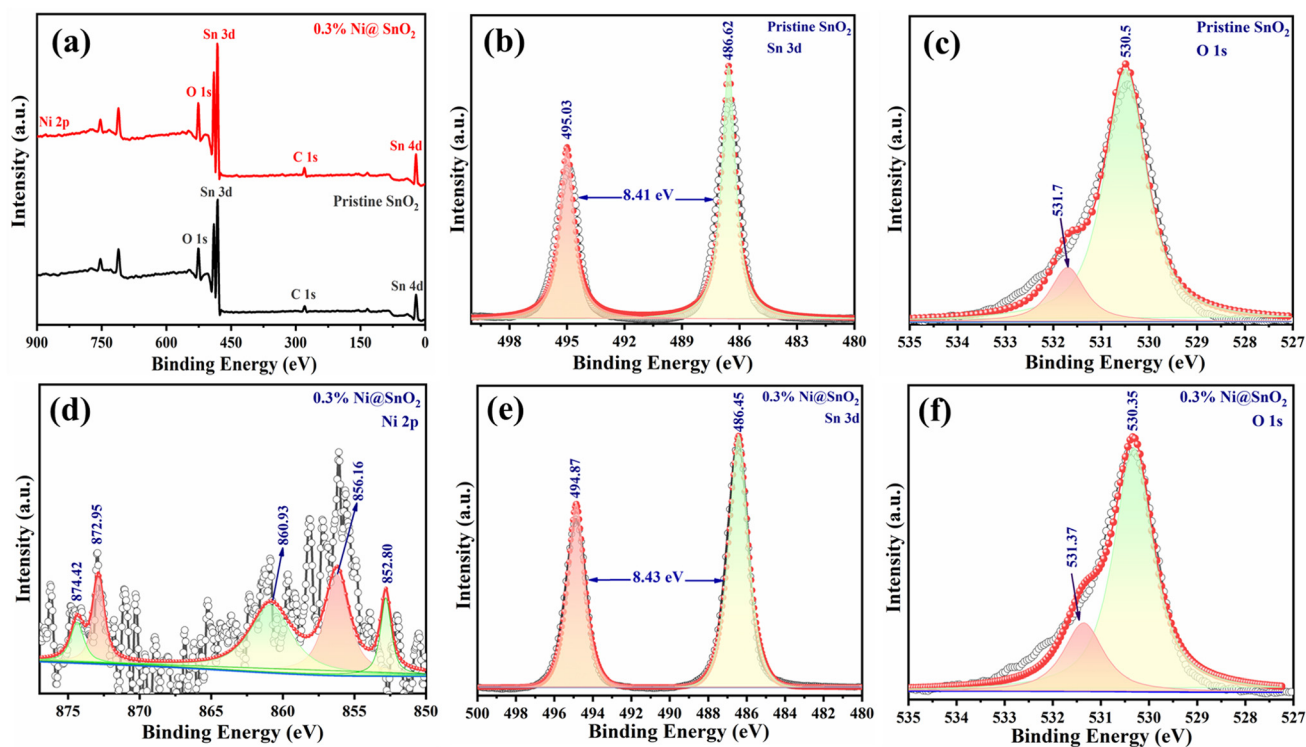 (a)
0.3% Ni@ SnO2
Sn 3d
O 1s
Ni 2p
C 1s
Sn 4d
Sn 3d
Pristine SnO2
O 1s
C 1s
Sn 4d
Intensity (a.u.)
900 750 600 450 300 150 0
Binding Energy (eV)
(b)
Pristine SnO2
Sn 3d
486.62
495.03
8.41 eV
Intensity (a.u.)
498 495 492 489 486 483 480
Binding Energy (eV)
(c)
Pristine SnO2
O 1s
530.5
531.7
Intensity (a.u.)
535 534 533 532 531 530 529 528 527
Binding Energy (eV)
(d)
0.3% Ni@SnO2
Ni 2p
874.42
872.95
860.93
856.16
852.80
Intensity (a.u.)
875 870 865 860 855 850
Binding Energy (eV)
(e)
0.3% Ni@SnO2
Sn 3d
486.45
494.87
8.43 eV
Intensity (a.u.)
500 498 496 494 492 490 488 486 484 482 480
Binding Energy (eV)
(f)
0.3% Ni@SnO2
O 1s
530.35
531.37
Intensity (a.u.)
535 534 533 532 531 530 529 528 527
Binding Energy (eV)